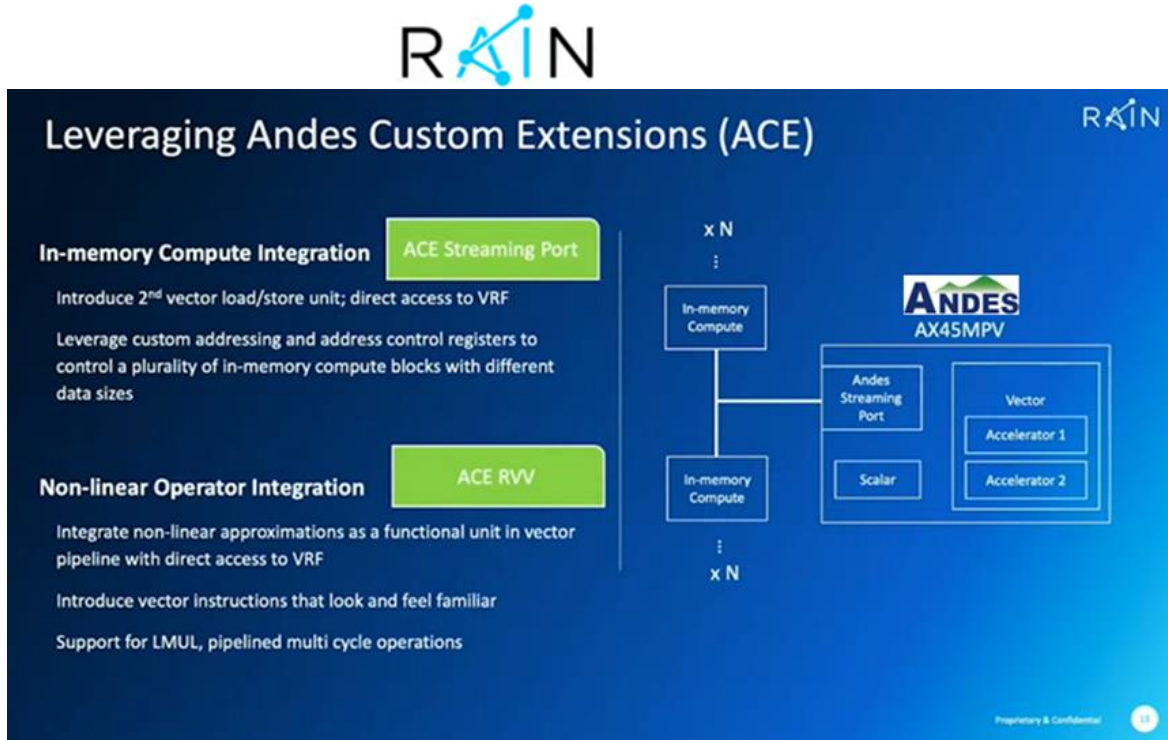 RAIN
Leveraging Andes Custom Extensions (ACE)
RAIN
In-memory Compute Integration
ACE Streaming Port
Introduce 2nd vector load/store unit; direct access to VRF
Leverage custom addressing and address control registers to
control a plurality of in-memory compute blocks with different
data sizes
Non-linear Operator Integration
ACE RVV
Integrate non-linear approximations as a functional unit in vector
pipeline with direct access to VRF
Introduce vector instructions that look and feel familiar
Support for LMUL, pipelined multi cycle operations
x N
⋮
In-memory
Compute
In-memory
Compute
⋮
x N
ANDES
AX45MPV
Andes
Streaming
Port
Scalar
Vector
Accelerator 1
Accelerator 2
Proprietary & Confidential